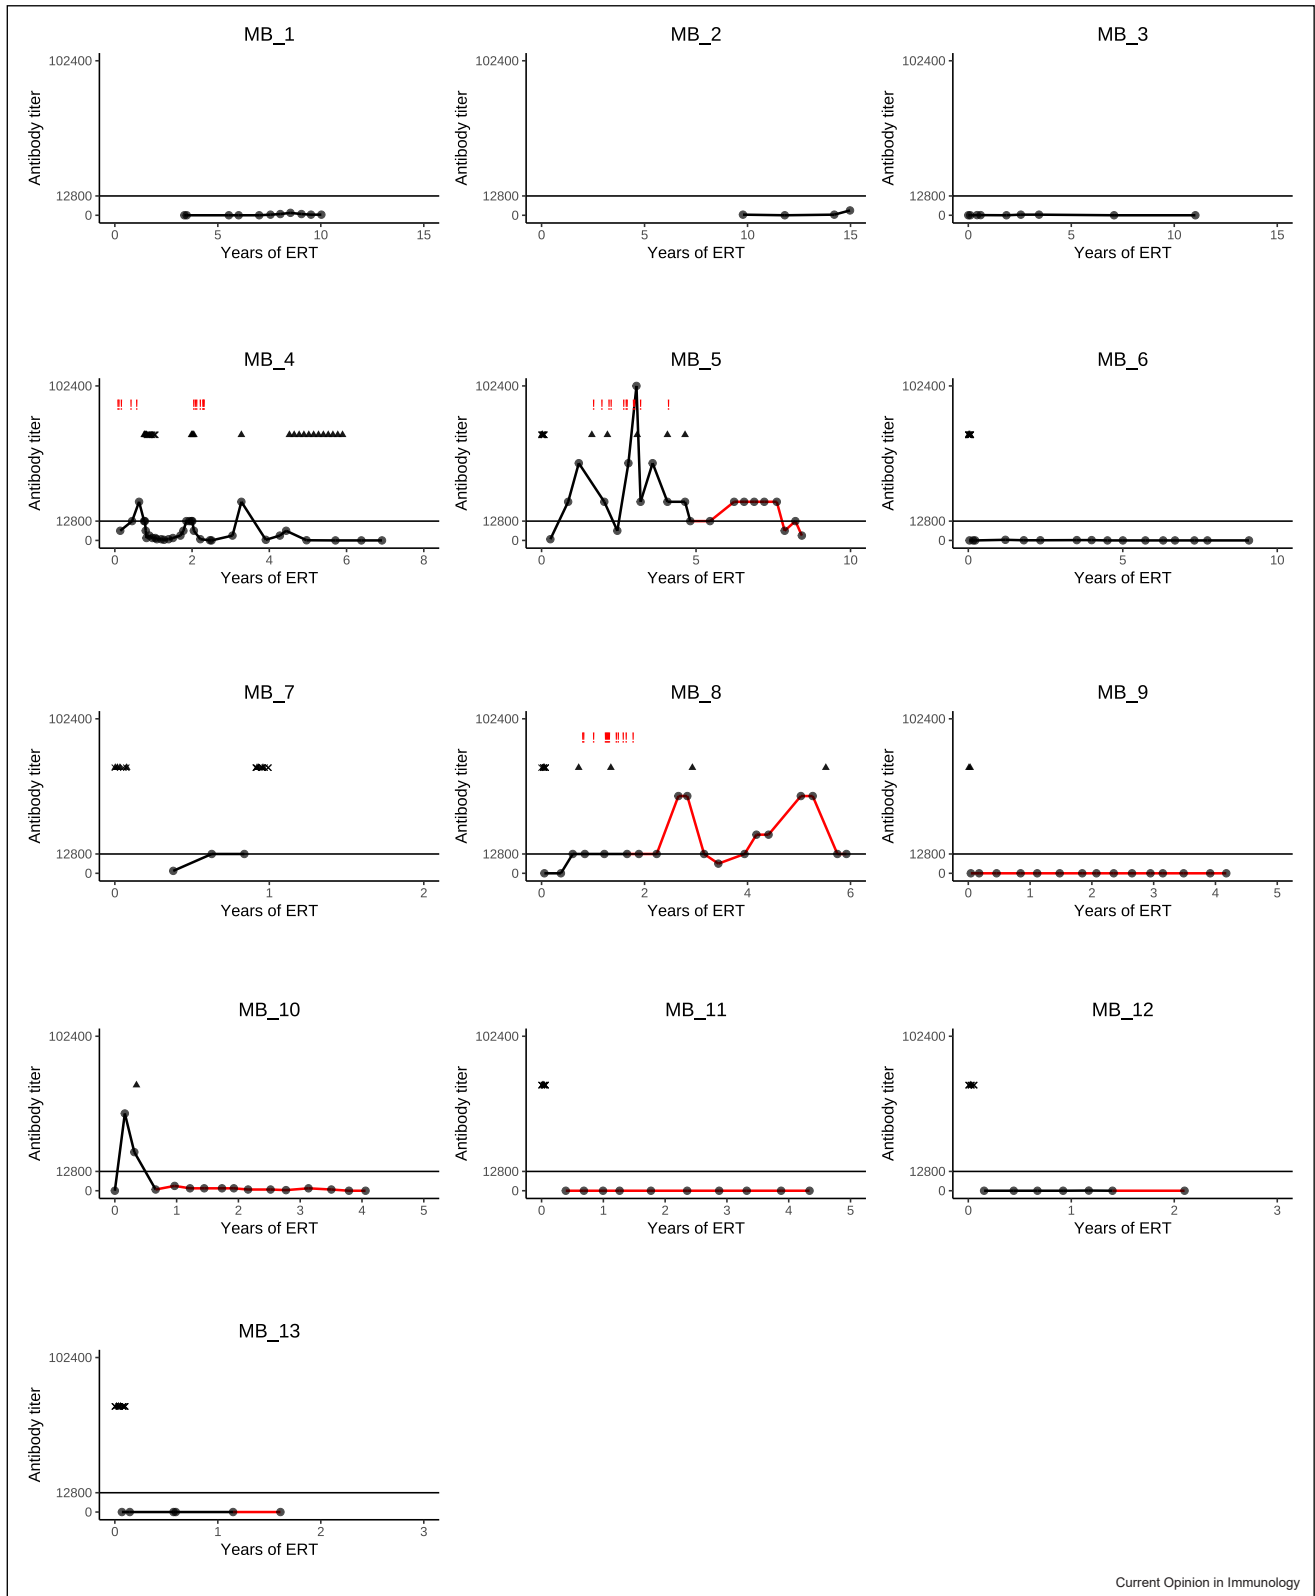 MB_1 MB_2 MB_3
102400 102400 102400
Antibody titer Antibody titer Antibody titer
12800 12800 12800
0 0 0
0 5 10 15 0 5 10 15 0 5 10 15
Years of ERT Years of ERT Years of ERT
MB_4 MB_5 MB_6
102400 102400 102400
Antibody titer Antibody titer Antibody titer
12800 12800 12800
0 0 0
0 2 4 6 8 0 5 10 0 5 10
Years of ERT Years of ERT Years of ERT
MB_7 MB_8 MB_9
102400 102400 102400
Antibody titer Antibody titer Antibody titer
12800 12800 12800
0 0 0
0 1 2 0 2 4 6 0 1 2 3 4 5
Years of ERT Years of ERT Years of ERT
MB_10 MB_11 MB_12
102400 102400 102400
Antibody titer Antibody titer Antibody titer
12800 12800 12800
0 0 0
0 1 2 3 4 5 0 1 2 3 4 5 0 1 2 3
Years of ERT Years of ERT Years of ERT
MB_13
102400
Antibody titer
12800
0
0 1 2 3
Years of ERT
Current Opinion in Immunology